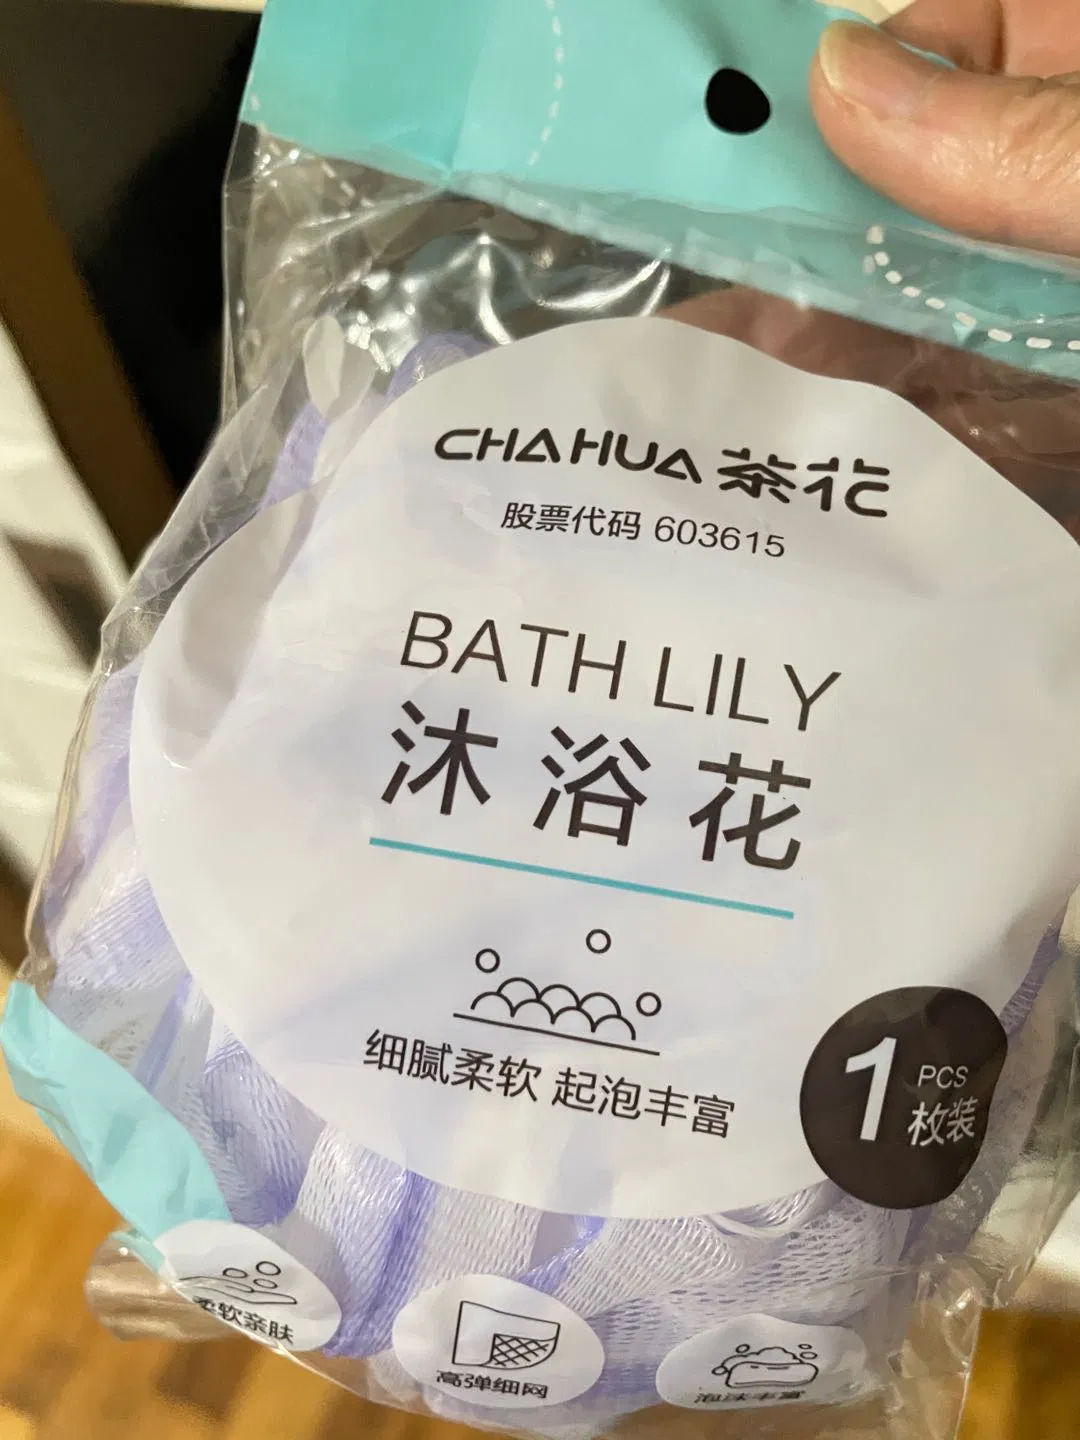 CHAHUA 茶花
股票代码 603615
BATH LILY
沐浴花
细腻柔软 起泡丰富
1 PCS
枚装
柔软亲肤
高弹细网
泡沫丰富